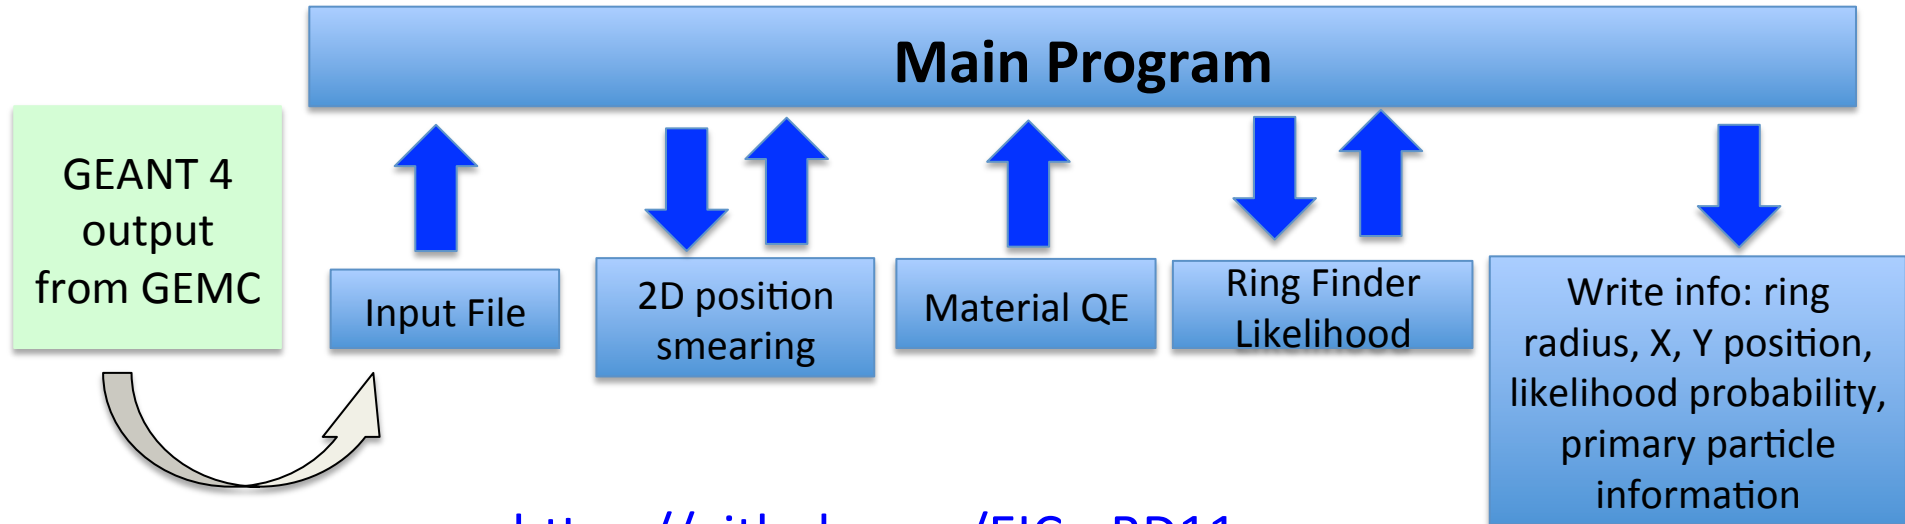 Main Program
GEANT 4
output
from GEMC
Input File
2D position
smearing
Material QE
Ring Finder
Likelihood
Write info: ring
radius, X, Y position,
likelihood probability,
primary particle
information